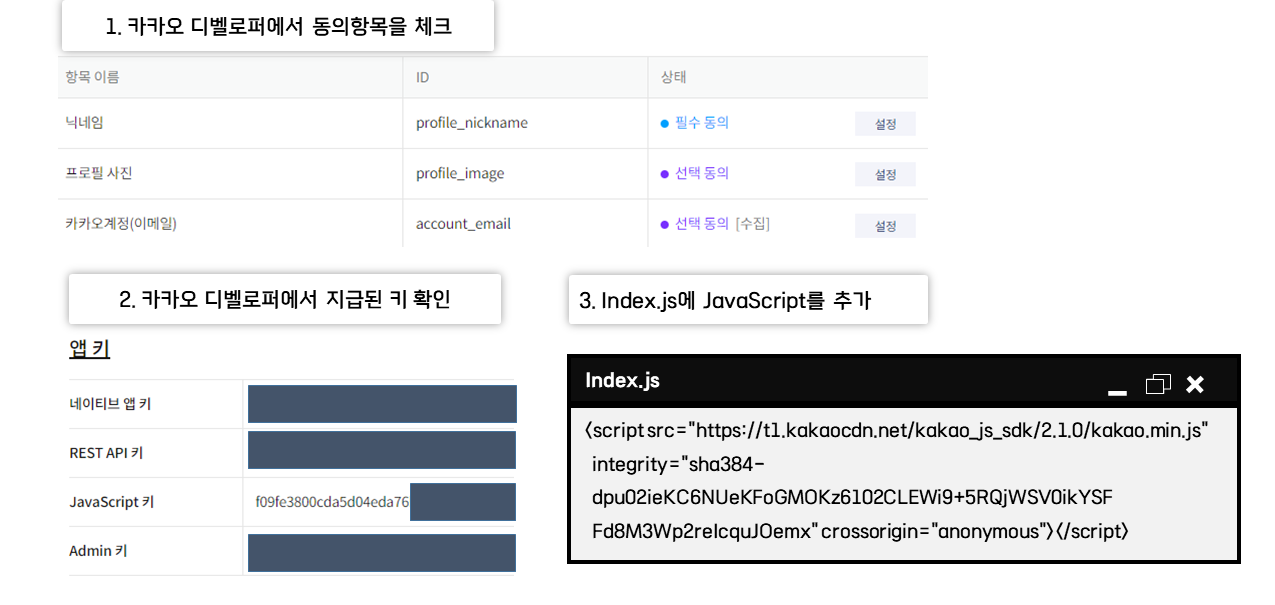 1. 카카오 디벨로퍼에서 동의항목을 체크
항목 이름 ID 상태
닉네임 profile_nickname 필수 동의 설정
프로필 사진 profile_image 선택 동의 설정
카카오계정(이메일) account_email 선택 동의 [수집] 설정
2. 카카오 디벨로퍼에서 지급된 키 확인
앱 키
네이티브 앱 키
REST API 키
JavaScript 키 f09fe3800cda5d04eda76
Admin 키
3. Index.js에 JavaScript를 추가
Index.js
<script src="https://t1.kakaocdn.net/kakao_js_sdk/2.1.0/kakao.min.js"
integrity="sha384-
dpu02ieKC6NUeKFoGMOKz6102CLEWi9+5RQjWSV0ikYSF
Fd8M3Wp2reIcquJOemx" crossorigin="anonymous"></script>